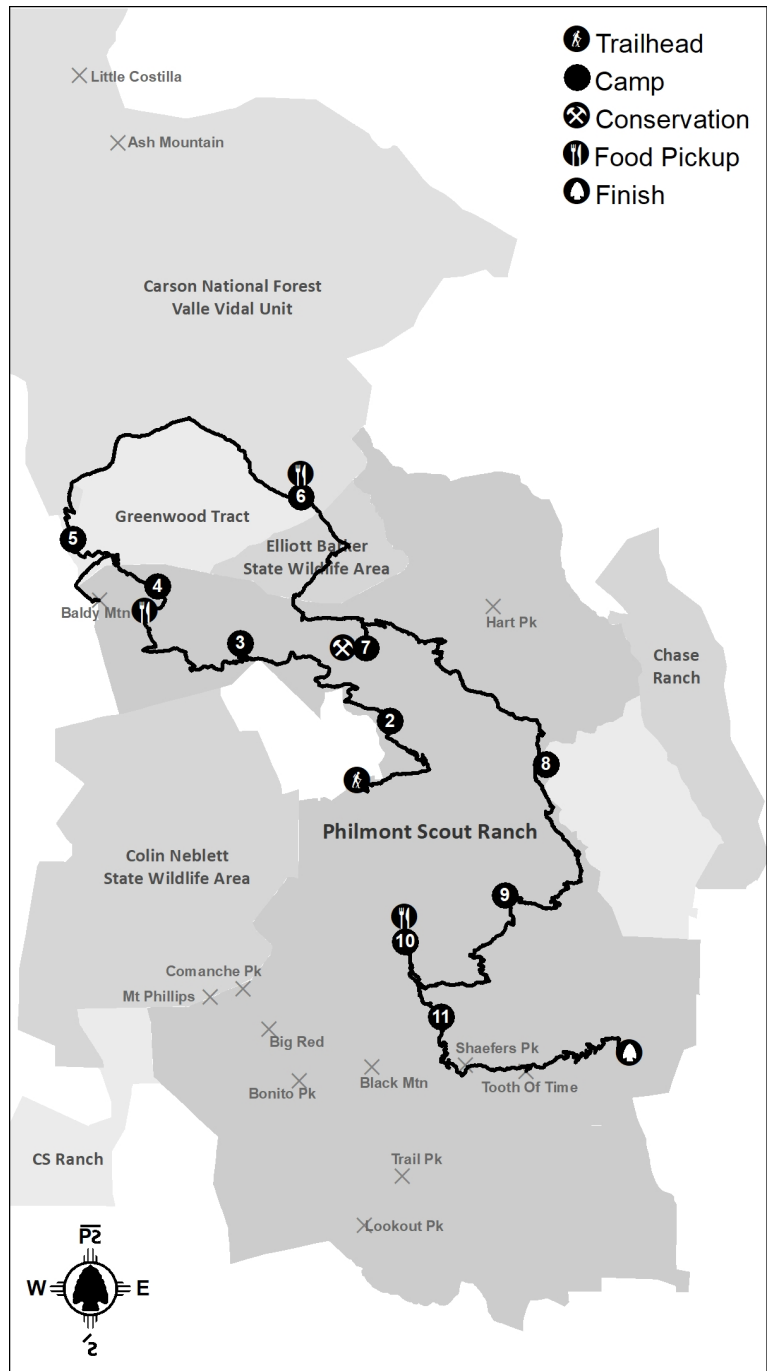 Trailhead
Camp
Conservation
Food Pickup
Finish
Little Costilla
Ash Mountain
Carson National Forest
Valle Vidal Unit
6
Greenwood Tract
5
Elliott Barker
State Wildlife Area
4
Baldy Mtn
Hart Pk
3
7
Chase
Ranch
2
8
Philmont Scout Ranch
Colin Neblett
State Wildlife Area
9
10
Comanche Pk
Mt Phillips
11
Big Red
Shaefers Pk
Black Mtn
Bonito Pk
Tooth Of Time
CS Ranch
Trail Pk
Lookout Pk
W
E